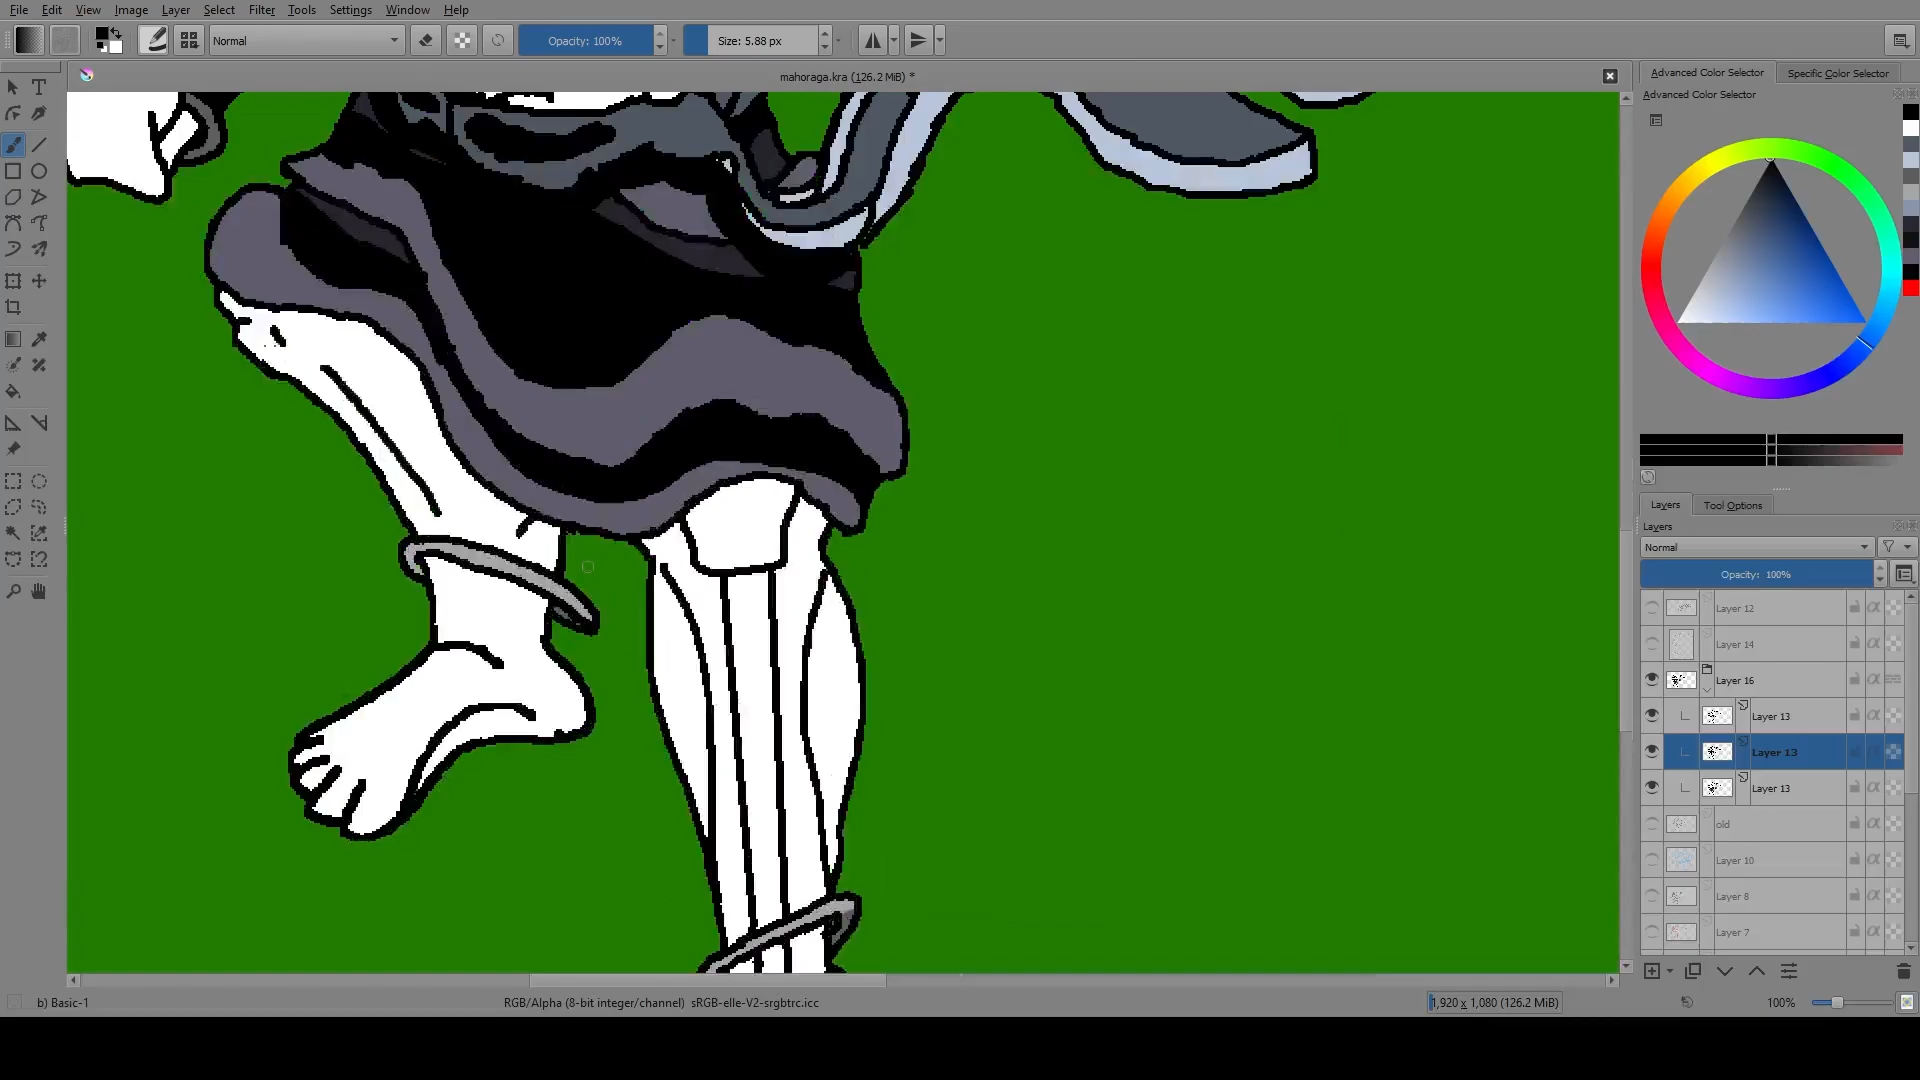 File Edit View Image Layer Select Filter Tools Settings Window Help
Normal Opacity: 100% Size: 5.88 px
mahoraga.kra (126.2 MiB) *
Advanced Color Selector Specific Color Selector
Advanced Color Selector
Layers Tool Options
Layers
Normal
Opacity: 100%
Layer 12
Layer 14
Layer 16
Layer 13
Layer 13
Layer 13
old
Layer 10
Layer 8
Layer 7
b) Basic-1 RGB/Alpha (8-bit integer/channel) sRGB-elle-V2-srgbtrc.icc 1,920 x 1,080 (126.2 MiB) 100%